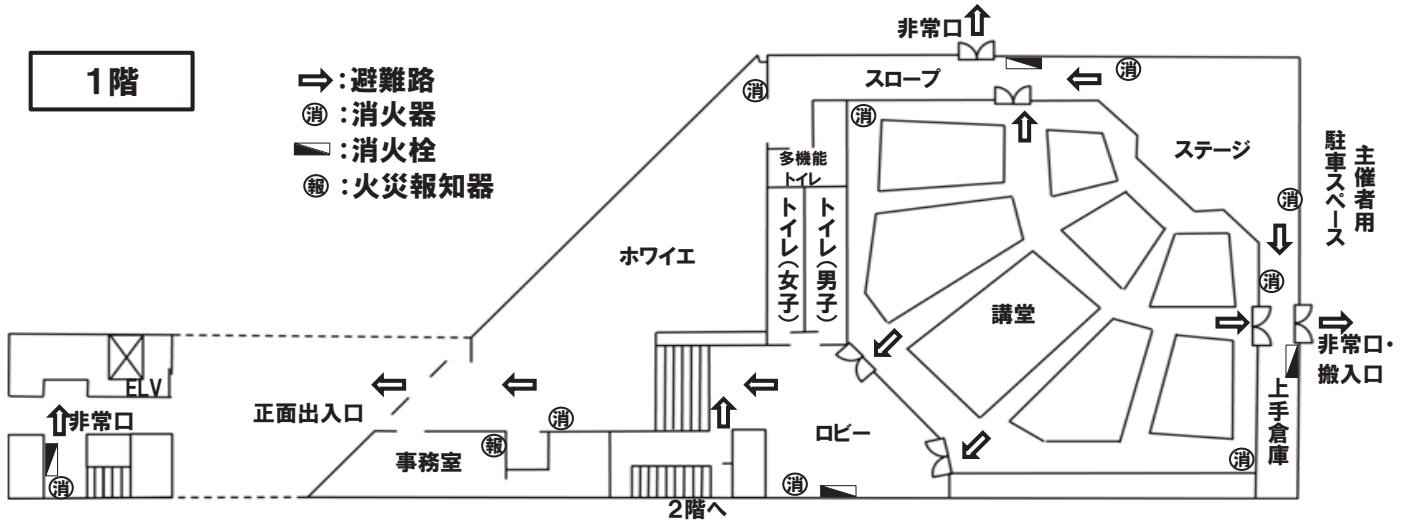 1階
⇨:避難路
消:消火器
:消火栓
報:火災報知器
非常口
スロープ
消
消
消
ステージ
主催者用
駐車スペース
多機能
トイレ
トイレ(女子)
トイレ(男子)
ホワイエ
消
消
講堂
非常口・
搬入口
上手倉庫
ELV
非常口
正面出入口
消
報
事務室
ロビー
消
消
消
2階へ